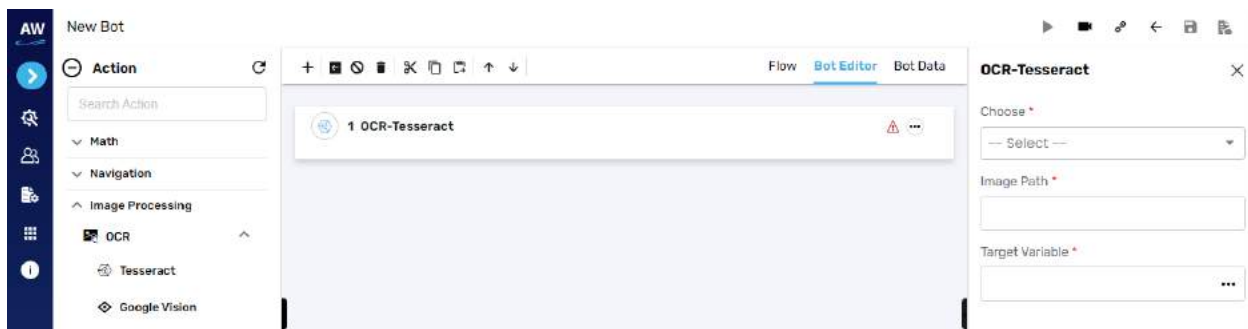 AW
New Bot
Action
Search Action
Math
Navigation
Image Processing
OCR
Tesseract
Google Vision
Flow
Bot Editor
Bot Data
1 OCR-Tesseract
OCR-Tesseract
Choose *
--- Select ---
Image Path *
Target Variable *